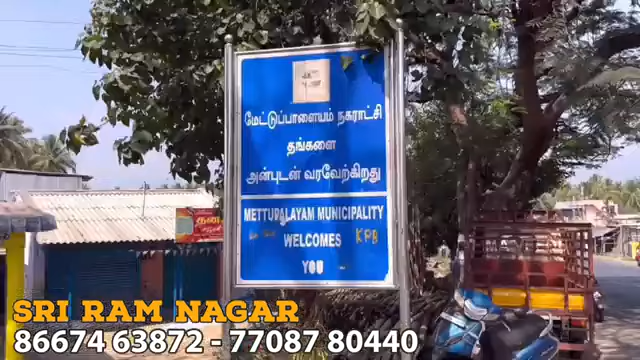 மேட்டுப்பாளையம் நகராட்சி
தங்களை
அன்புடன் வரவேற்கிறது
METTUPALAYAM MUNICIPALITY
WELCOMES
KPB
YOU
SRI RAM NAGAR
86674 63872 - 77087 80440